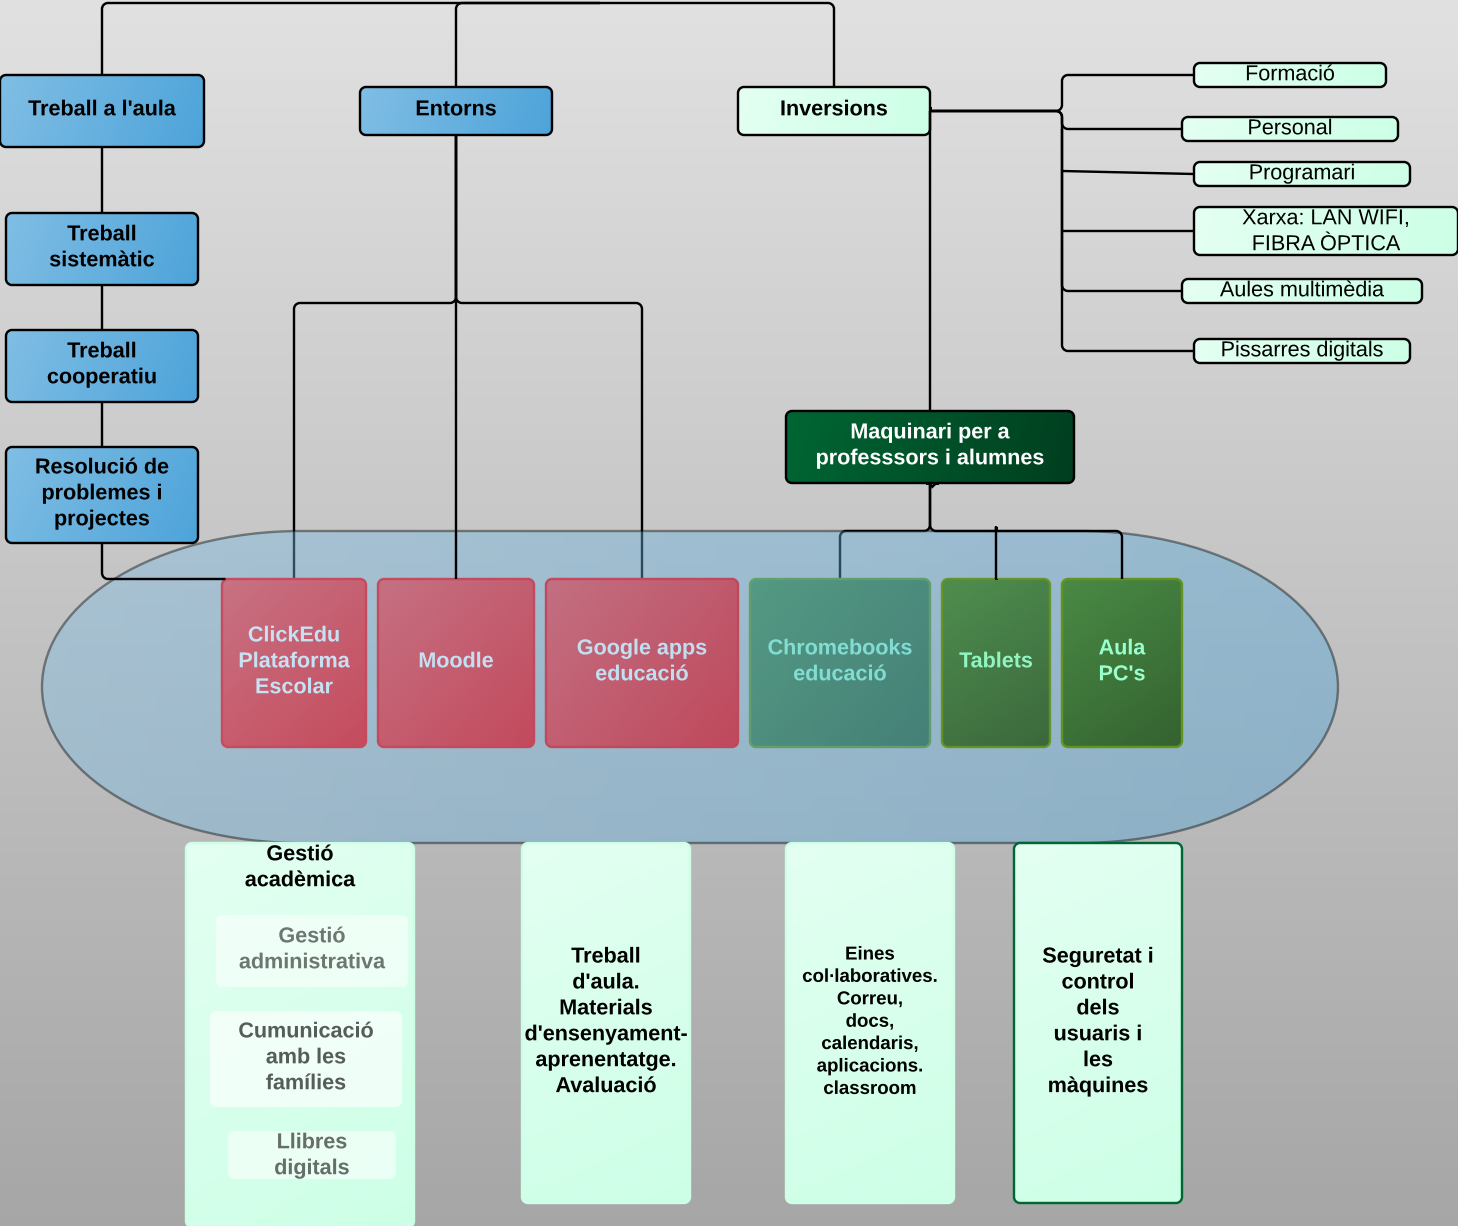 Treball a l'aula
Entorns
Inversions
Formació
Personal
Programari
Xarxa: LAN WIFI,
FIBRA ÒPTICA
Aules multimèdia
Pissarres digitals
Treball
sistemàtic
Treball
cooperatiu
Resolució de
problemes i
projectes
Maquinari per a
professsors i alumnes
ClickEdu
Plataforma
Escolar
Moodle
Google apps
educació
Chromebooks
educació
Tablets
Aula
PC's
Gestió
acadèmica
Gestió
administrativa
Cumunicació
amb les
famílies
Llibres
digitals
Treball
d'aula.
Materials
d'ensenyament-
aprenentatge.
Avaluació
Eines
col·laboratives.
Correu,
docs,
calendaris,
aplicacions.
classroom
Seguretat i
control
dels
usuaris i
les
màquines